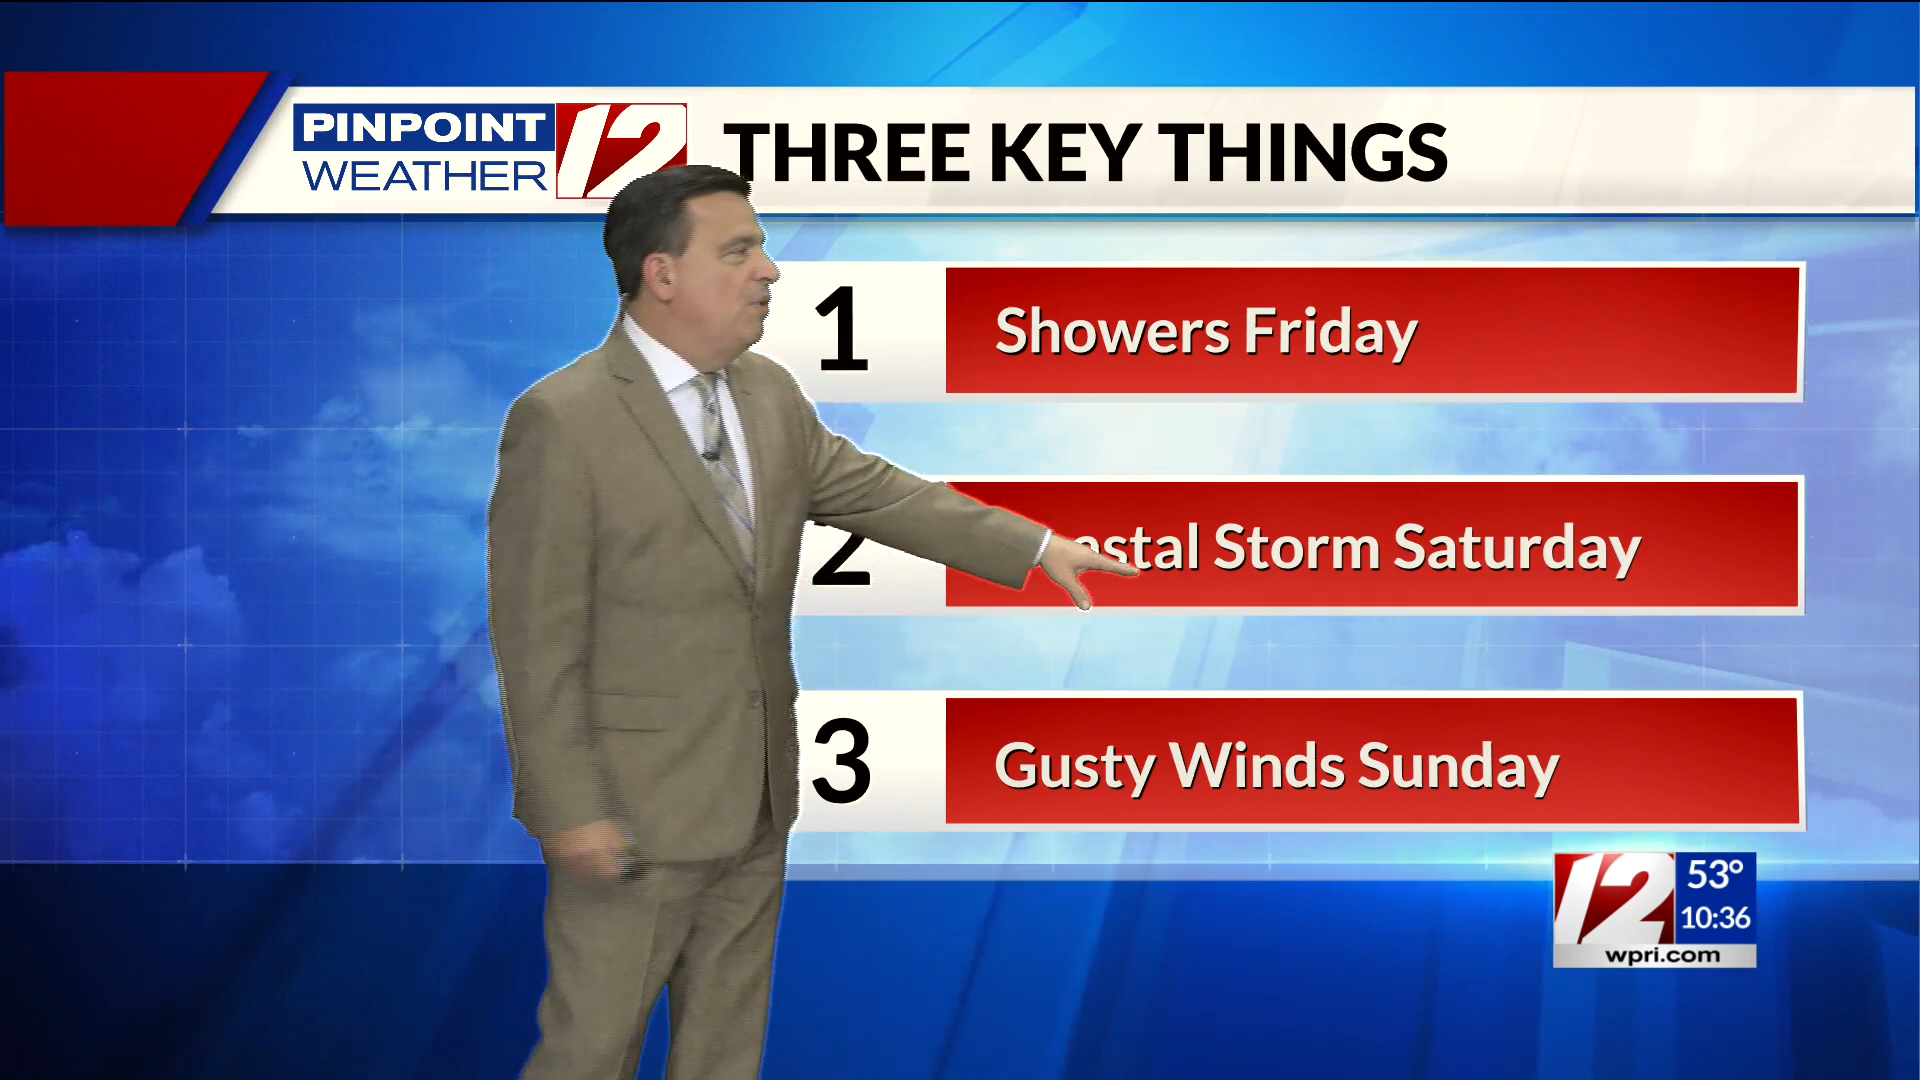 PINPOINT
WEATHER 12
THREE KEY THINGS
1 Showers Friday
2 Storm Saturday
3 Gusty Winds Sunday
12 53°
10:36
wpri.com